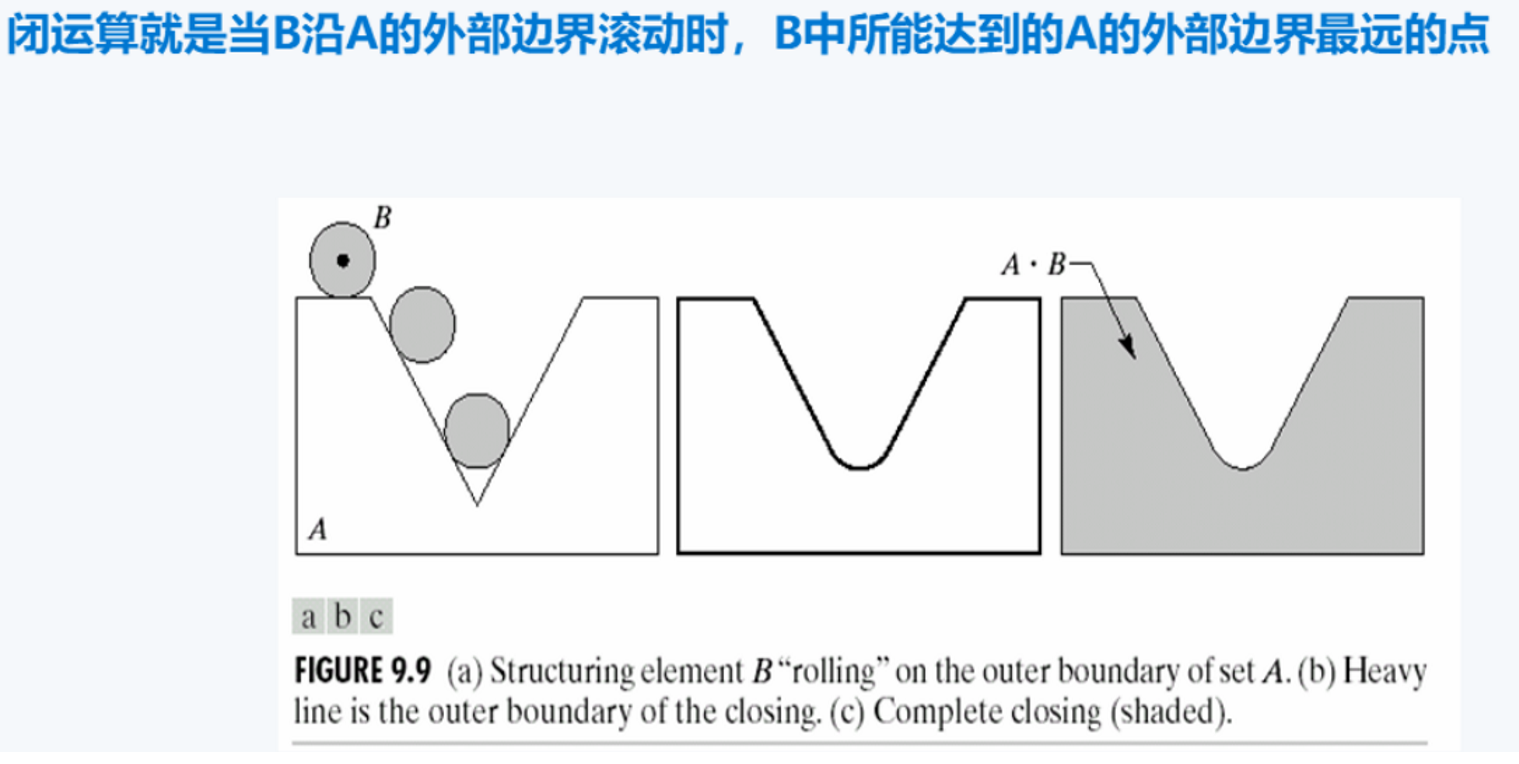 闭运算就是当B沿A的外部边界滚动时，B中所能达到的A的外部边界最远的点
B
A · B
A
a b c
FIGURE 9.9 (a) Structuring element B “rolling” on the outer boundary of set A. (b) Heavy
line is the outer boundary of the closing. (c) Complete closing (shaded).